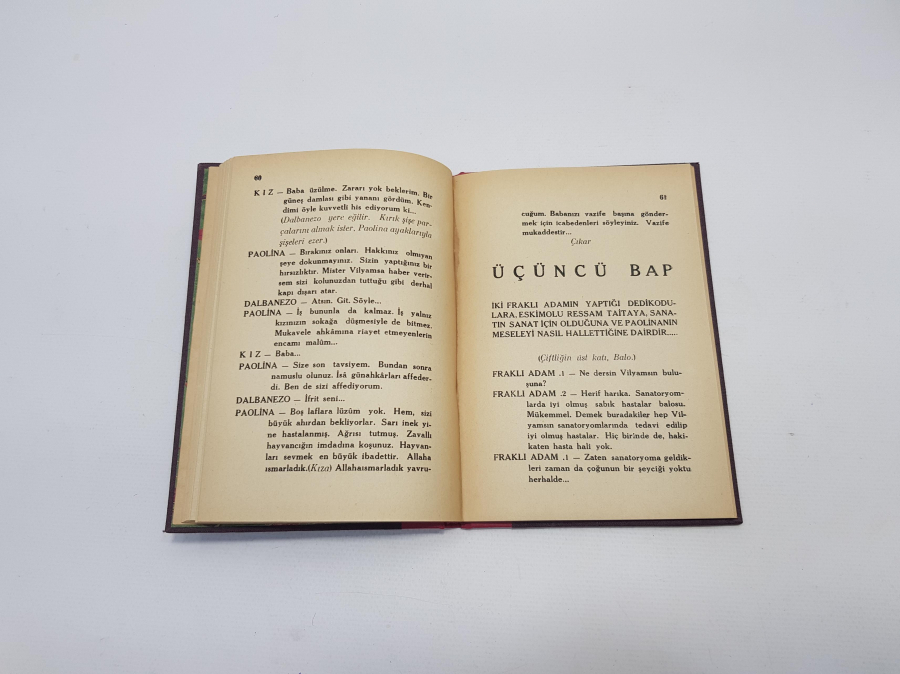 60
KIZ — Baba üzülme. Zararı yok beklerim. Bir
güneş damlası gibi yananı gördüm. Ken-
dimi öyle kuvvetli his ediyorum ki...
(Dalbanezo yere eğilir. Kırık şişe par-
çalarını almak ister. Paolina ayaklarıyla
şişeleri ezer.)
PAOLİNA — Bırakınız onları. Hakkınız olmıyan
şeye dokunmayınız. Sizin yaptığınız bir
hırsızlıktır. Mister Vilyamsa haber verir-
sem sizi kolunuzdan tuttuğu gibi derhal
kapı dışarı atar.
DALBANEZO — Atsın. Git. Söyle...
PAOLİNA — İş bununla da kalmaz. İş yalnız
kızınızın sokağa düşmesiyle de bitmez.
Mukavele ahkâmına riayet etmeyenlerin
encamı malûm...
KIZ — Baba...
PAOLİNA — Size son tavsiyem. Bundan sonra
namuslu olunuz. İsâ günahkârları affeder-
di. Ben de sizi affediyorum.
DALBANEZO — İfrit seni...
PAOLİNA — Boş laflara lüzûm yok. Hem, sizi
büyük ahırdan bekliyorlar. Sarı inek yi-
ne hastalanmış. Ağrısı tutmuş. Zavallı
hayvancığın imdadına koşunuz. Hayvan-
ları sevmek en büyük ibadettir. Allaha
ısmarladık.(Kıza) Allahaısmarladık yavru-
61
cuğum. Babanızı vazife başına gönder-
mek için icabedenleri söyleyiniz. Vazife
mukaddestir...
Çıkar
ÜÇÜNCÜ BAP
İKİ FRAKLI ADAMIN YAPTIĞI DEDİKODU-
LARA, ESKİMOLU RESSAM TAİTAYA, SANA-
TIN SANAT İÇİN OLDUĞUNA VE PAOLİNANIN
MESELEYİ NASIL HALLETTİĞİNE DAİRDİR.....
(Çiftliğin üst katı, Balo.)
FRAKLI ADAM .1 — Ne dersin Vilyamsın bulu-
şuna?
FRAKLI ADAM .2 — Herif harıka. Sanatoryom-
larda iyi olmuş sabık hastalar balosu.
Mükemmel. Demek buradakiler hep Vil-
yamsın sanatoryomlarında tedavi edilip
iyi olmuş hastalar. Hiç birinde de, haki-
katen hasta hali yok.
FRAKLI ADAM .1 — Zaten sanatoryoma geldik-
leri zaman da çoğunun bir şeyciği yoktu
herhalde...